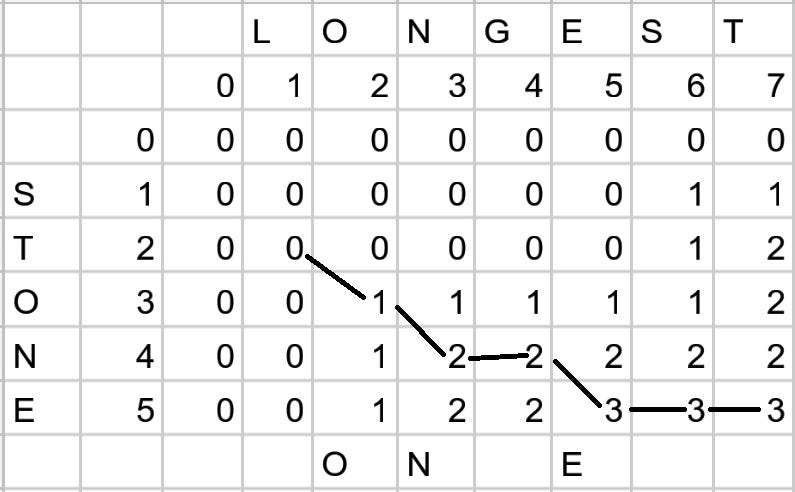 L O N G E S T
0 1 2 3 4 5 6 7
0 0 0 0 0 0 0 0 0
S 1 0 0 0 0 0 0 1 1
T 2 0 0 0 0 0 0 1 2
O 3 0 0 1 1 1 1 1 2
N 4 0 0 1 2 2 2 2 2
E 5 0 0 1 2 2 3 3 3
O N E